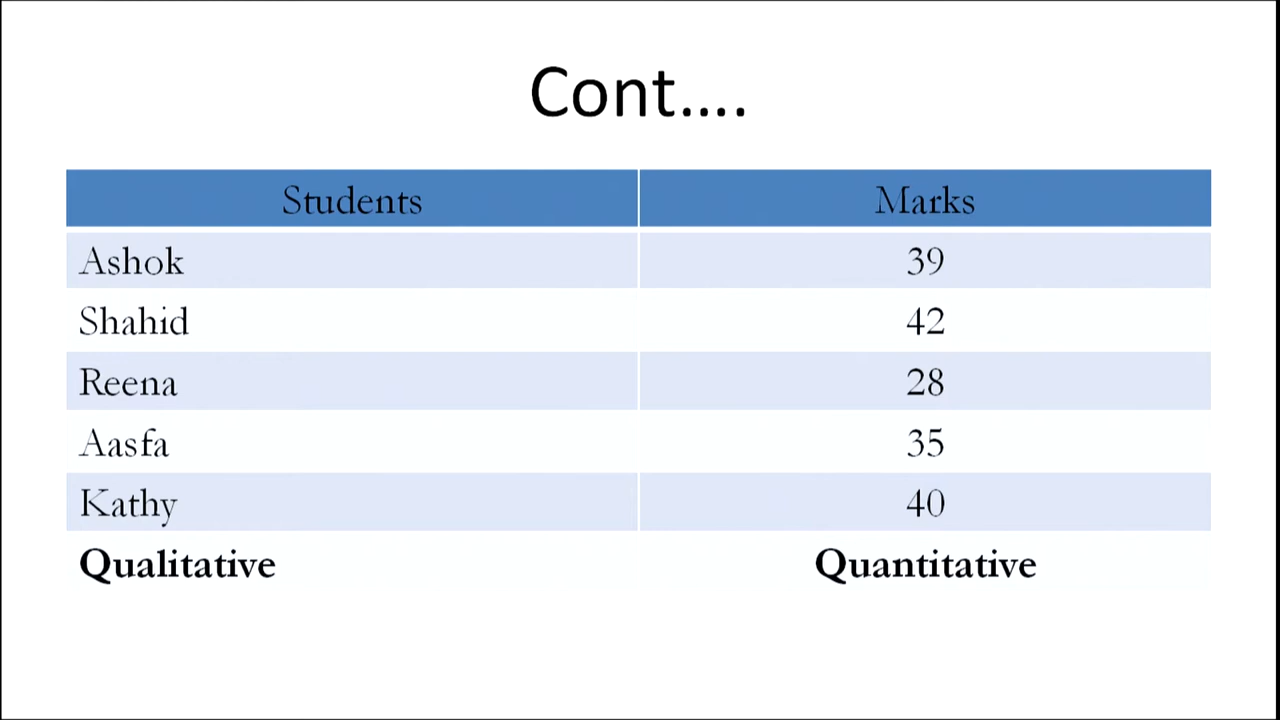 Cont....
Students Marks
Ashok 39
Shahid 42
Reena 28
Aasfa 35
Kathy 40
Qualitative Quantitative